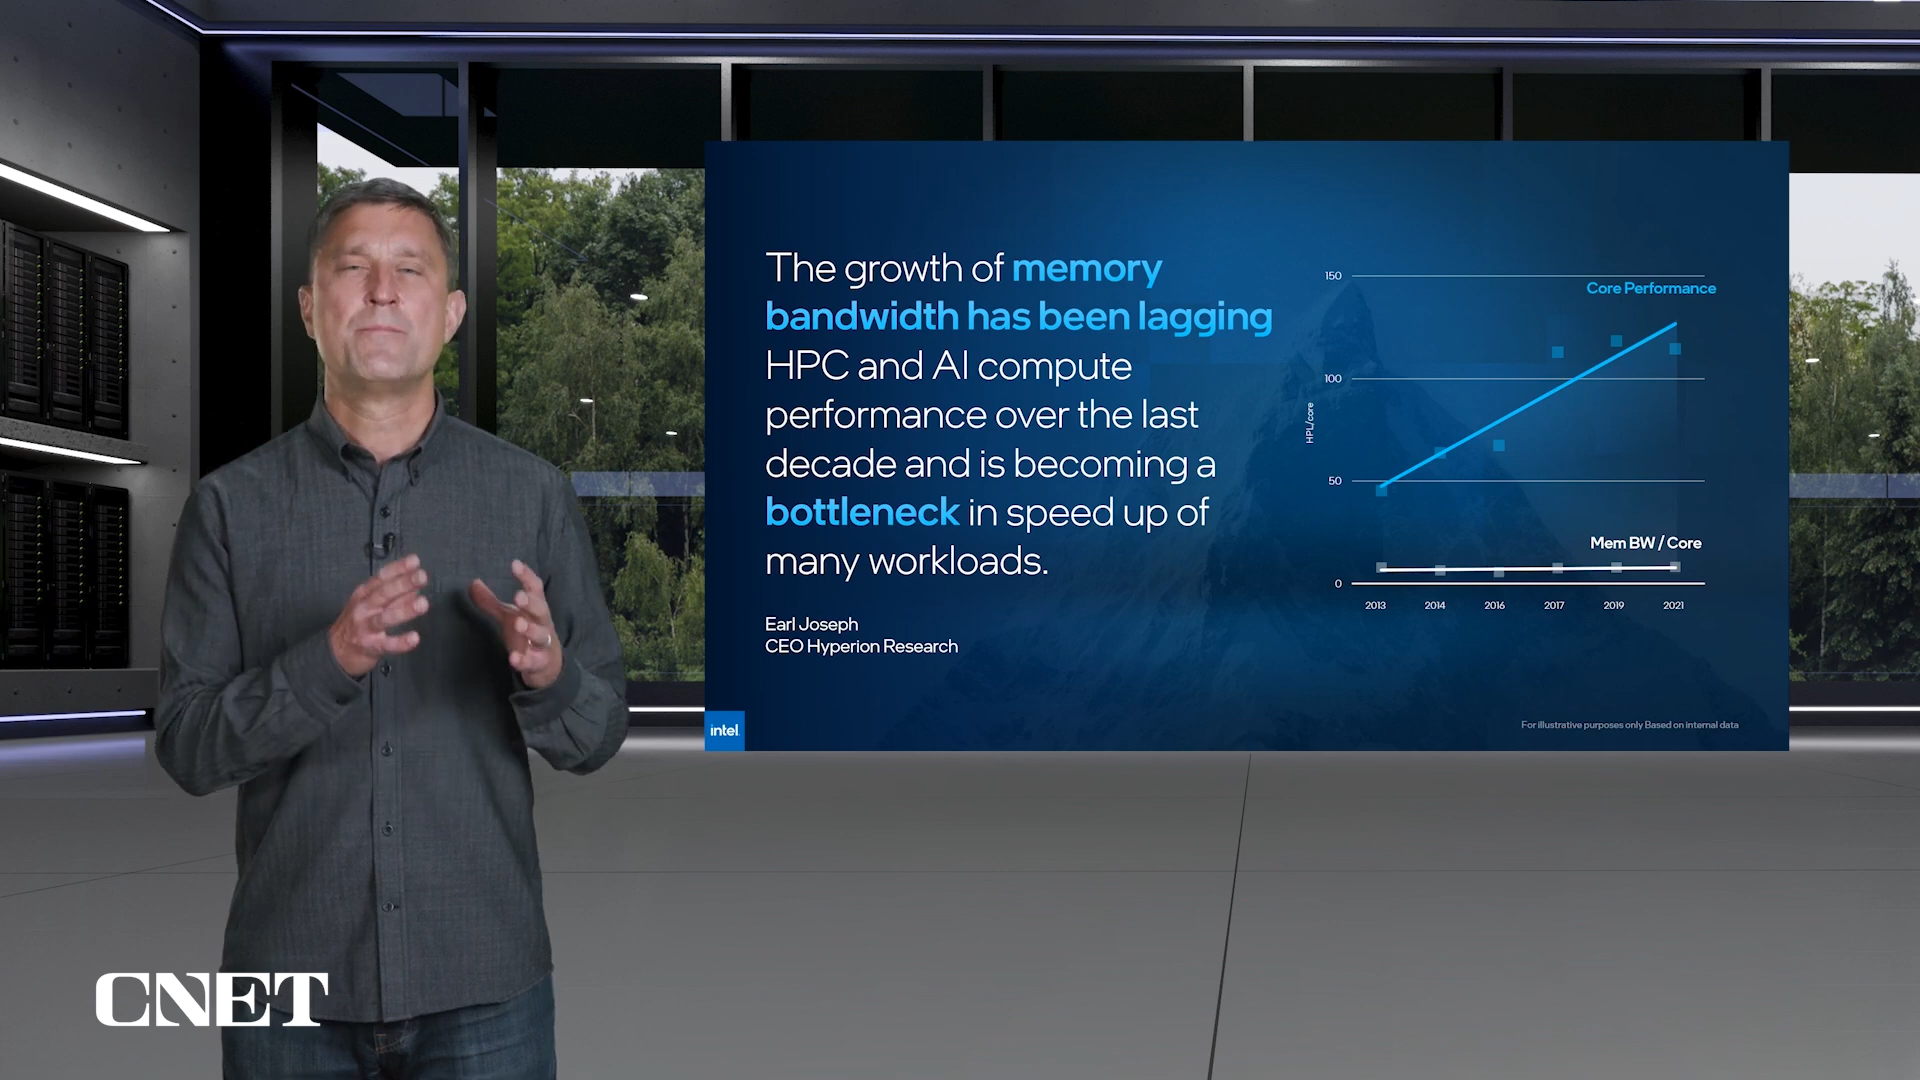 The growth of memory
bandwidth has been lagging
HPC and AI compute
performance over the last
decade and is becoming a
bottleneck in speed up of
many workloads.
Earl Joseph
CEO Hyperion Research
intel.
150
Core Performance
100
HPL/core
50
Mem BW / Core
0
2013 2014 2016 2017 2019 2021
For illustrative purposes only Based on internal data
CNET